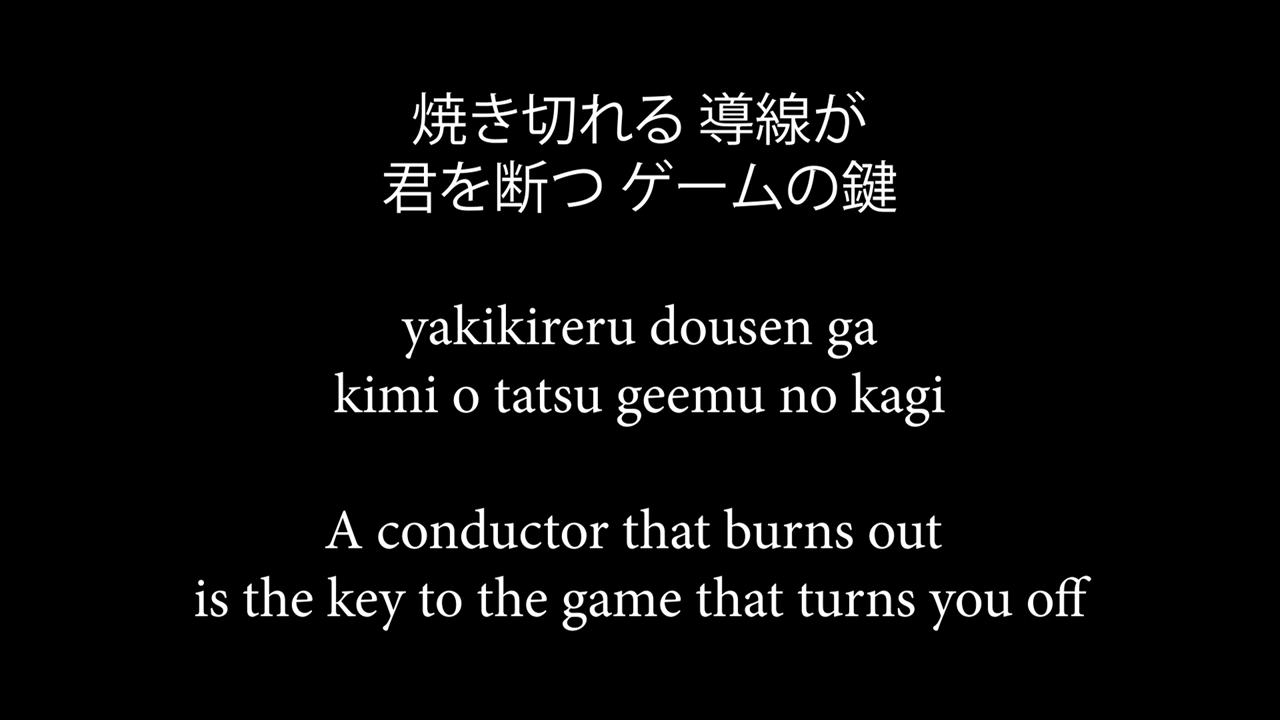 焼き切れる 導線が
君を断つ ゲームの鍵
yakikireru dousen ga
kimi o tatsu geemu no kagi
A conductor that burns out
is the key to the game that turns you off